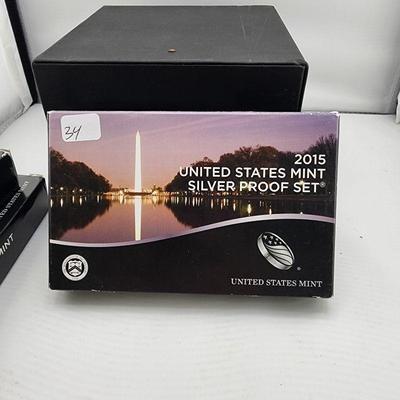 34
2015
UNITED STATES MINT
SILVER PROOF SET®
UNITED STATES MINT
MINT